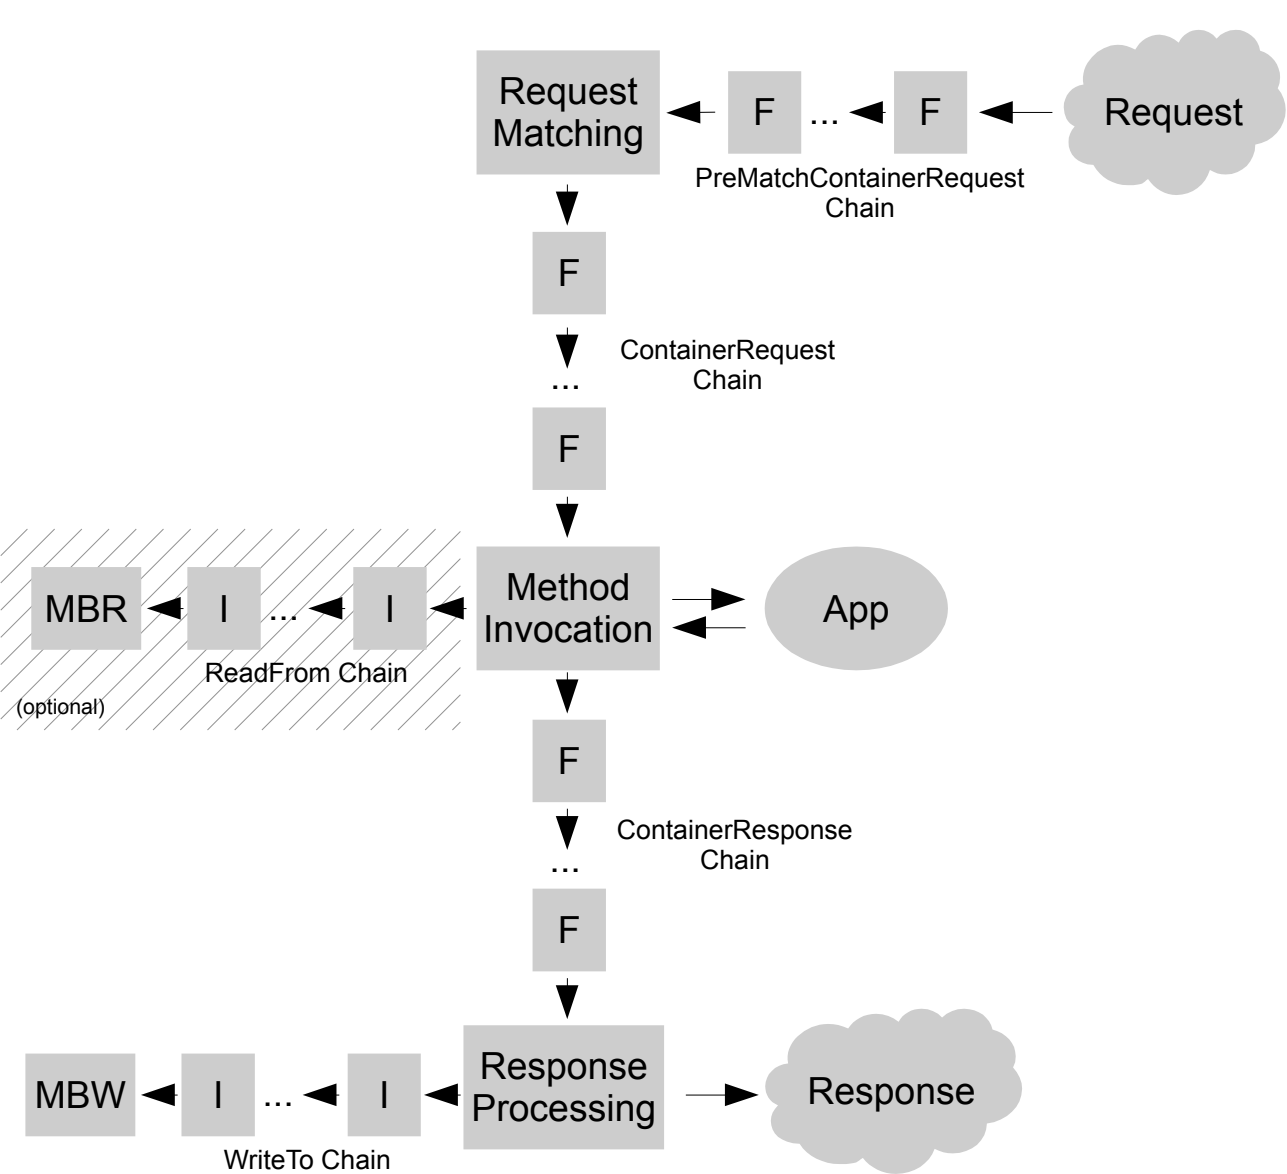 Request
Matching
F
...
F
Request
PreMatchContainerRequest
Chain
F
ContainerRequest
Chain
...
F
MBR
I
...
I
Method
Invocation
App
ReadFrom Chain
(optional)
F
ContainerResponse
Chain
...
F
MBW
I
...
I
Response
Processing
Response
WriteTo Chain